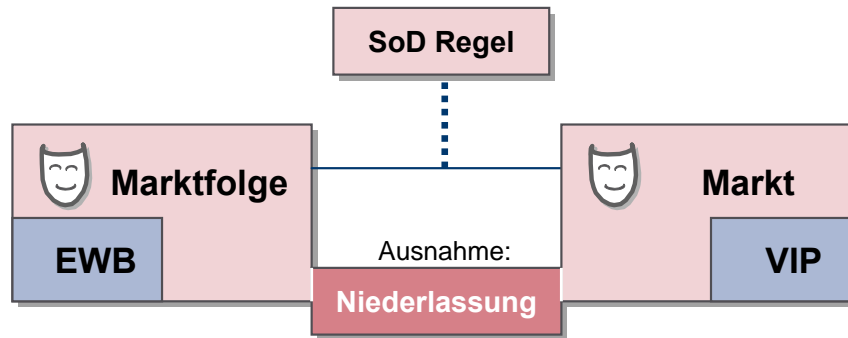 SoD Regel
Marktfolge
Markt
EWB
Ausnahme:
VIP
Niederlassung